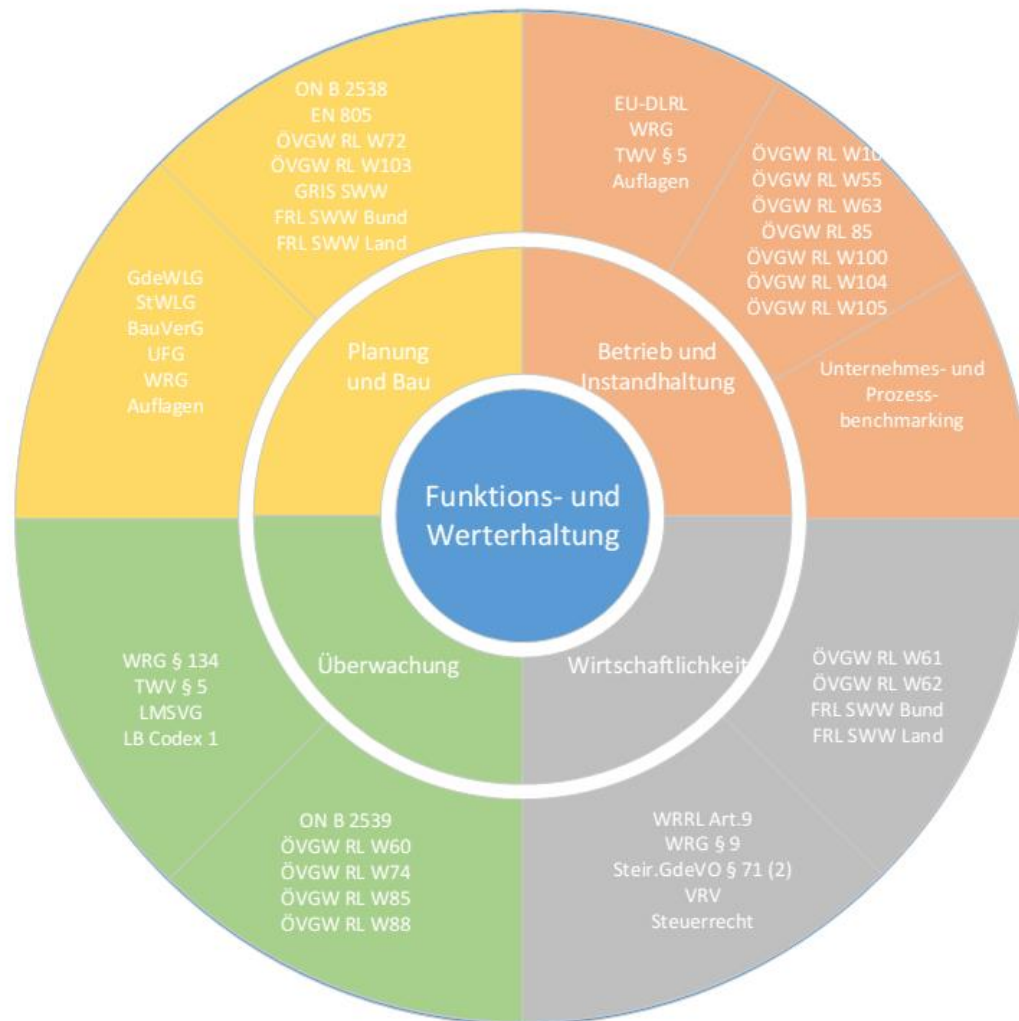 ON B 2538
EN 805
ÖVGW RL W72
ÖVGW RL W103
GRIS SWW
FRL SWW Bund
FRL SWW Land
GdeWLG
StWLG
BauVerG
UFG
WRG
Auflagen
Planung
und Bau
EU-DLRL
WRG
TWV § 5
Auflagen
ÖVGW RL W10
ÖVGW RL W55
ÖVGW RL W63
ÖVGW RL 85
ÖVGW RL W100
ÖVGW RL W104
ÖVGW RL W105
Unternehmes- und
Prozess-
benchmarking
Betrieb und
Instandhaltung
Funktions- und
Werterhaltung
Überwachung
WRG § 134
TWV § 5
LMSVG
LB Codex 1
ON B 2539
ÖVGW RL W60
ÖVGW RL W74
ÖVGW RL W85
ÖVGW RL W88
Wirtschaftlichkeit
ÖVGW RL W61
ÖVGW RL W62
FRL SWW Bund
FRL SWW Land
WRRL Art.9
WRG § 9
Steir.GdeVO § 71 (2)
VRV
Steuerrecht